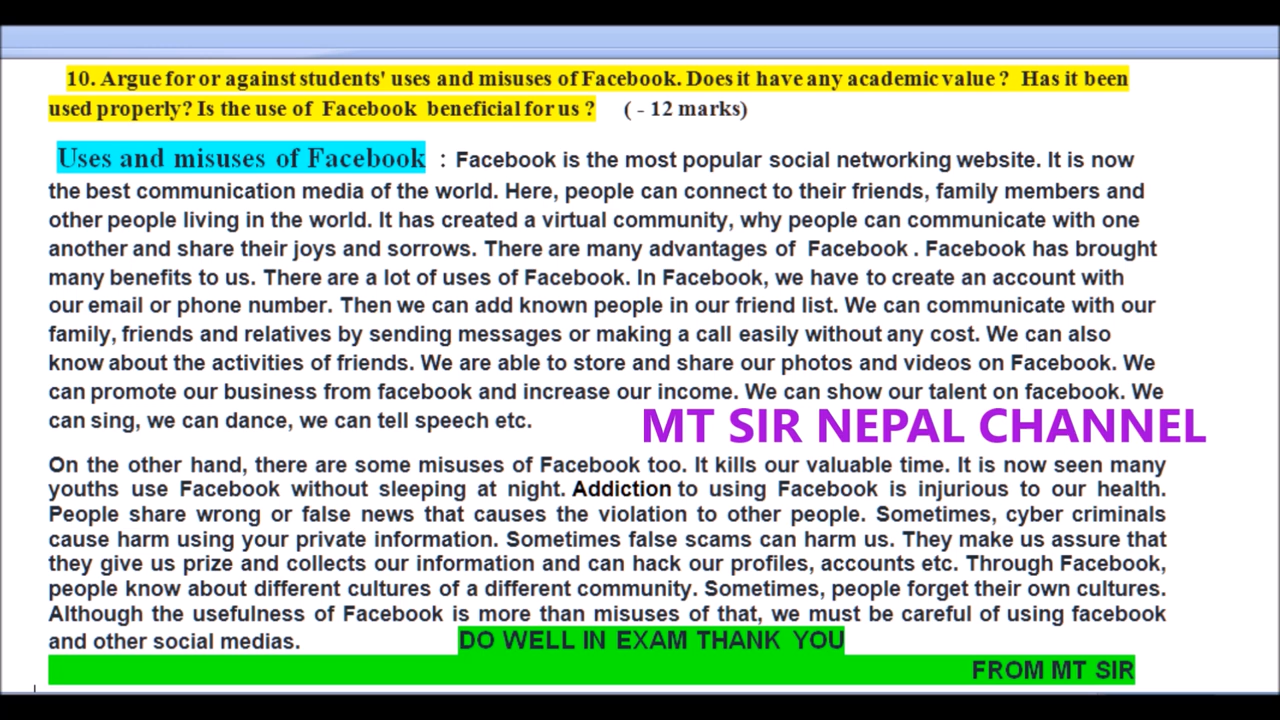 10. Argue for or against students' uses and misuses of Facebook. Does it have any academic value ? Has it been
used properly? Is the use of Facebook beneficial for us ? ( - 12 marks)
Uses and misuses of Facebook : Facebook is the most popular social networking website. It is now
the best communication media of the world. Here, people can connect to their friends, family members and
other people living in the world. It has created a virtual community, why people can communicate with one
another and share their joys and sorrows. There are many advantages of Facebook . Facebook has brought
many benefits to us. There are a lot of uses of Facebook. In Facebook, we have to create an account with
our email or phone number. Then we can add known people in our friend list. We can communicate with our
family, friends and relatives by sending messages or making a call easily without any cost. We can also
know about the activities of friends. We are able to store and share our photos and videos on Facebook. We
can promote our business from facebook and increase our income. We can show our talent on facebook. We
can sing, we can dance, we can tell speech etc.
MT SIR NEPAL CHANNEL
On the other hand, there are some misuses of Facebook too. It kills our valuable time. It is now seen many
youths use Facebook without sleeping at night. Addiction to using Facebook is injurious to our health.
People share wrong or false news that causes the violation to other people. Sometimes, cyber criminals
cause harm using your private information. Sometimes false scams can harm us. They make us assure that
they give us prize and collects our information and can hack our profiles, accounts etc. Through Facebook,
people know about different cultures of a different community. Sometimes, people forget their own cultures.
Although the usefulness of Facebook is more than misuses of that, we must be careful of using facebook
and other social medias. DO WELL IN EXAM THANK YOU
FROM MT SIR